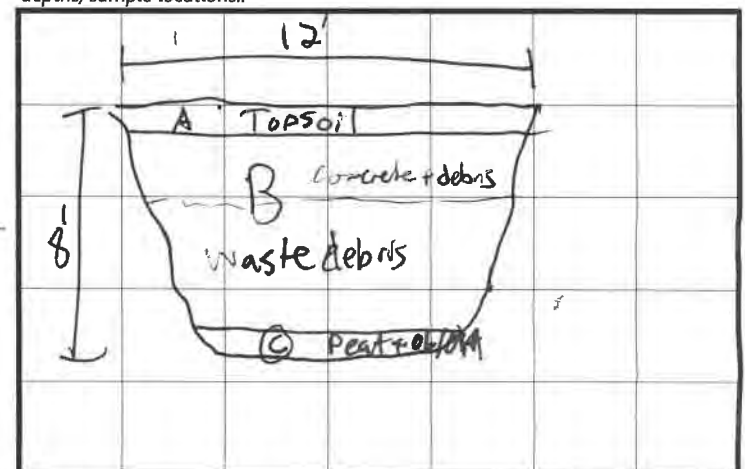 depths, sample locations.
12'
A Topsoil
B Concrete + debris
8'
waste debris
C Peat +